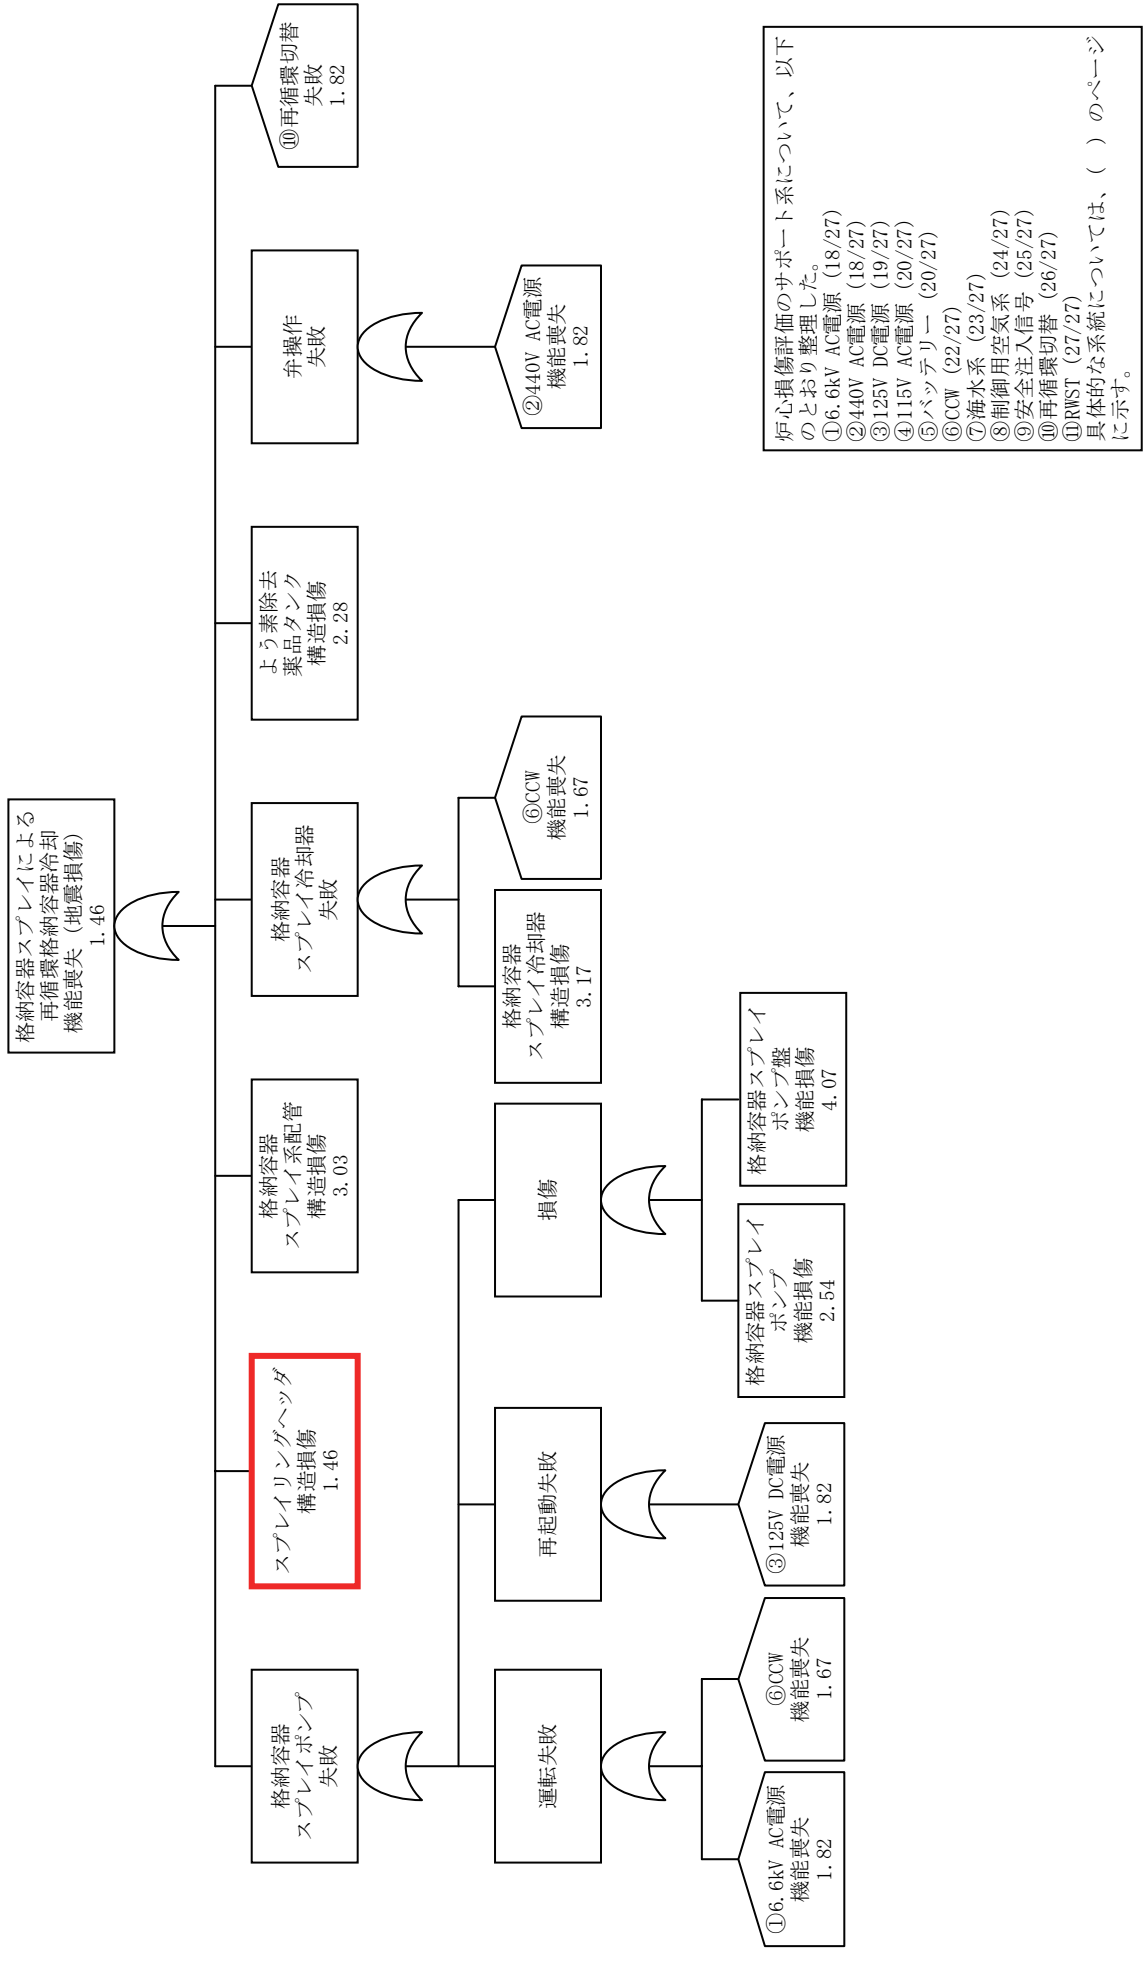 格納容器スプレイによる
再循環格納容器冷却
機能喪失（地震損傷）
1.46
格納容器
スプレイポンプ
失敗
スプレイリングヘッダ
構造損傷
1.46
格納容器
スプレイ系配管
構造損傷
3.03
格納容器
スプレイ冷却器
失敗
よう素除去
薬品タンク
構造損傷
2.28
弁操作
失敗
⑩再循環切替
失敗
1.82
運転失敗
再起動失敗
損傷
格納容器
スプレイ冷却器
構造損傷
3.17
⑥CCW
機能喪失
1.67
②440V AC電源
機能喪失
1.82
①6.6kV AC電源
機能喪失
1.82
⑥CCW
機能喪失
1.67
③125V DC電源
機能喪失
1.82
格納容器スプレイ
ポンプ
機能損傷
2.54
格納容器スプレイ
ポンプ盤
機能損傷
4.07
炉心損傷評価のサポート系について、以下
のとおり整理した。
①6.6kV AC電源（18/27）
②440V AC電源（18/27）
③125V DC電源（19/27）
④115V AC電源（20/27）
⑤バッテリー（20/27）
⑥CCW（22/27）
⑦海水系（23/27）
⑧制御用空気系（24/27）
⑨安全注入信号（25/27）
⑩再循環切替（26/27）
⑪RWST（27/27）
具体的な系統については、（　）のページ
に示す。